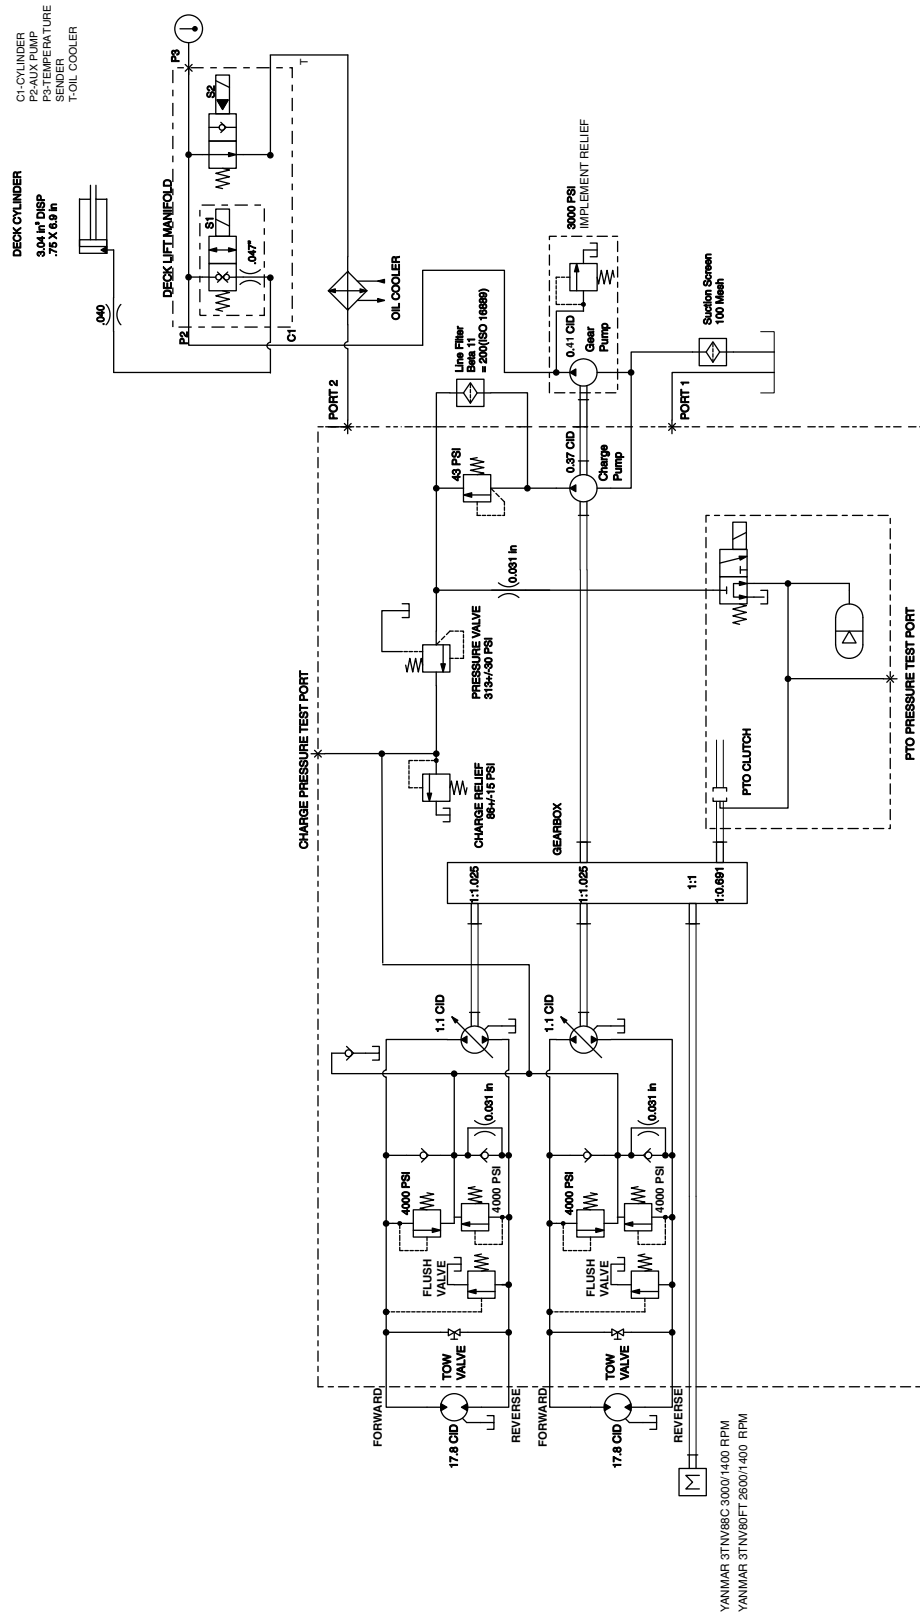 C1-CYLINDER
P2-AUX PUMP
P3-TEMPERATURE
SENDER
T-OIL COOLER
DECK CYLINDER
3.04 in³ DISP
.75 X 6.9 in
.040
DECK LIFT MANIFOLD
P3
S2
S1
.047"
P2
C1
T
OIL COOLER
PORT 2
Line Filter
Beta 11
= 200(ISO 16889)
3000 PSI
IMPLEMENT RELIEF
0.41 CID
Gear
Pump
Suction Screen
100 Mesh
PORT 1
43 PSI
0.37 CID
Charge
Pump
0.031 in
PRESSURE VALVE
313+/-30 PSI
CHARGE PRESSURE TEST PORT
CHARGE RELIEF
86+/-15 PSI
T
PTO CLUTCH
PTO PRESSURE TEST PORT
GEARBOX
1:1.025
1:1.025
1:1
1:0.691
1.1 CID
1.1 CID
0.031 in
0.031 in
4000 PSI
4000 PSI
4000 PSI
4000 PSI
FLUSH
VALVE
FLUSH
VALVE
TOW
VALVE
TOW
VALVE
FORWARD
REVERSE
FORWARD
REVERSE
17.8 CID
17.8 CID
M
YANMAR 3TNV88C 3000/1400 RPM
YANMAR 3TNV80FT 2600/1400 RPM